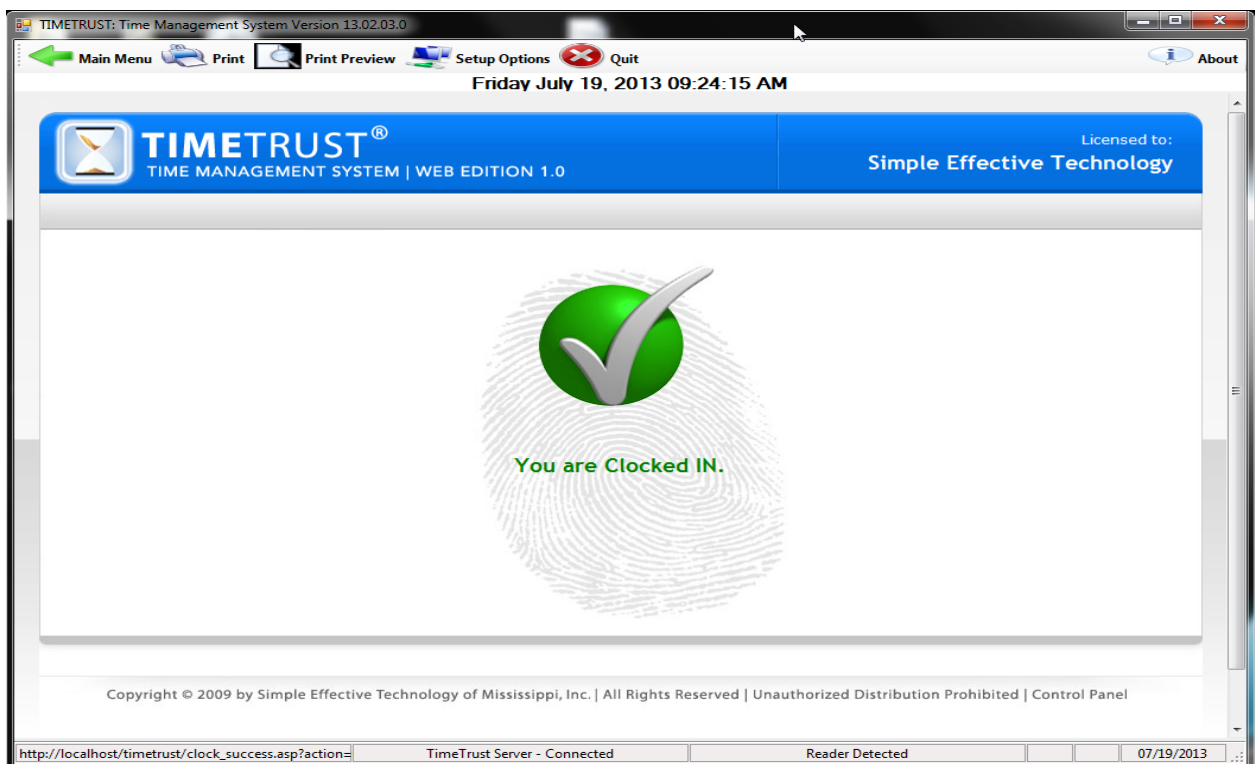 TIMETRUST: Time Management System Version 13.02.03.0
Main Menu Print Print Preview Setup Options Quit About
Friday July 19, 2013 09:24:15 AM
TIMETRUST®
TIME MANAGEMENT SYSTEM | WEB EDITION 1.0
Licensed to:
Simple Effective Technology
You are Clocked IN.
Copyright © 2009 by Simple Effective Technology of Mississippi, Inc. | All Rights Reserved | Unauthorized Distribution Prohibited | Control Panel
http://localhost/timetrust/clock_success.asp?action= TimeTrust Server - Connected Reader Detected 07/19/2013